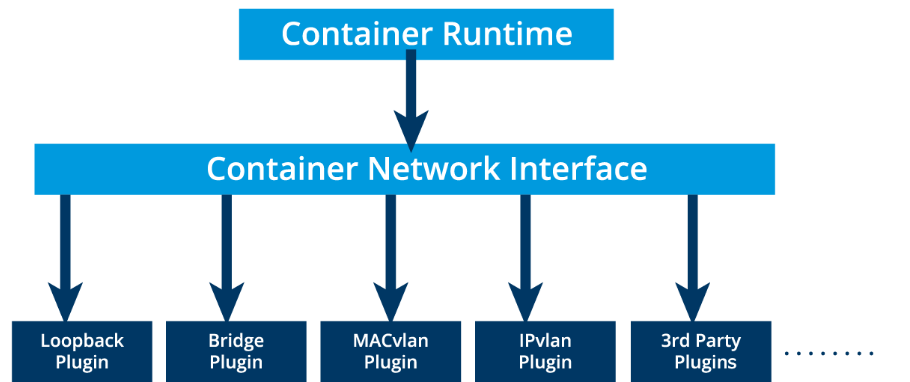 Container Runtime
Container Network Interface
Loopback
Plugin
Bridge
Plugin
MACvlan
Plugin
IPvlan
Plugin
3rd Party
Plugins
........